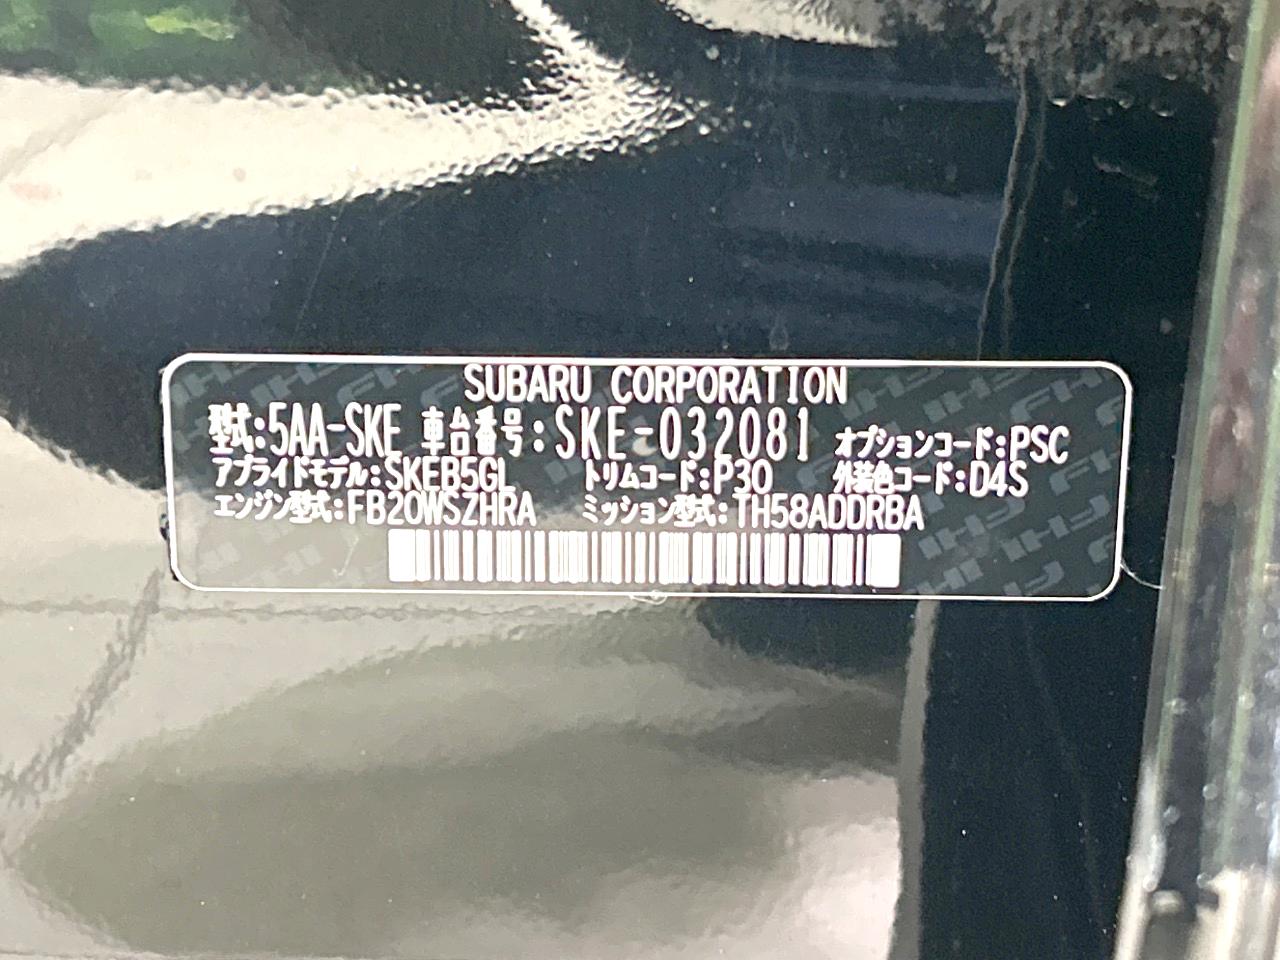 SUBARU CORPORATION
型式:5AA-SKE 車台番号:SKE-032081 オプションコード:PSC
アプライドモデル:SKEB5GL トリムコード:P30 外装色コード:D4S
エンジン型式:FB20WSZHRA ミッション型式:TH58ADDRBA